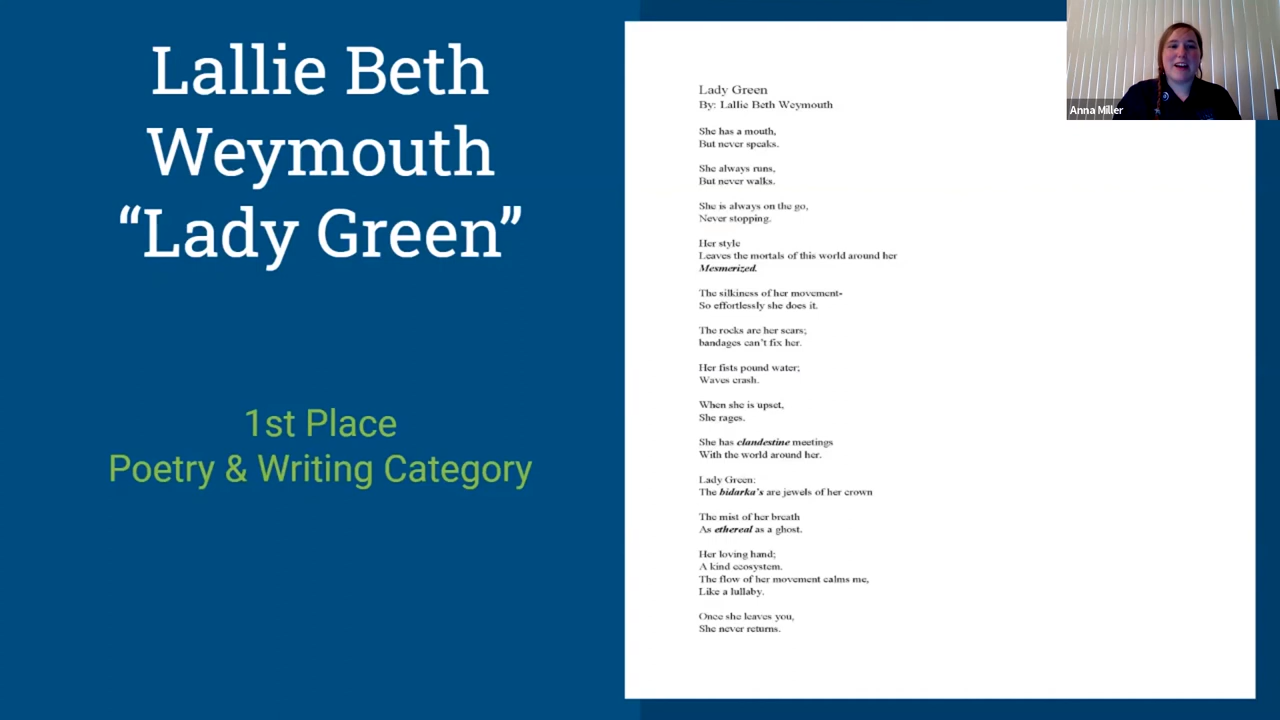 Lallie Beth
Weymouth
“Lady Green”
1st Place
Poetry & Writing Category
Lady Green
By: Lallie Beth Weymouth
She has a mouth,
But never speaks.
She always runs,
But never walks.
She is always on the go,
Never stopping.
Her style
Leaves the mortals of this world around her
Mesmerized.
The silkiness of her movement-
So effortlessly she does it.
The rocks are her scars;
bandages can’t fix her.
Her fists pound water;
Waves crash.
When she is upset,
She rages.
She has clandestine meetings
With the world around her.
Lady Green:
The bidarka’s are jewels of her crown
The mist of her breath
As ethereal as a ghost.
Her loving hand;
A kind ecosystem.
The flow of her movement calms me,
Like a lullaby.
Once she leaves you,
She never returns.
Anna Miller